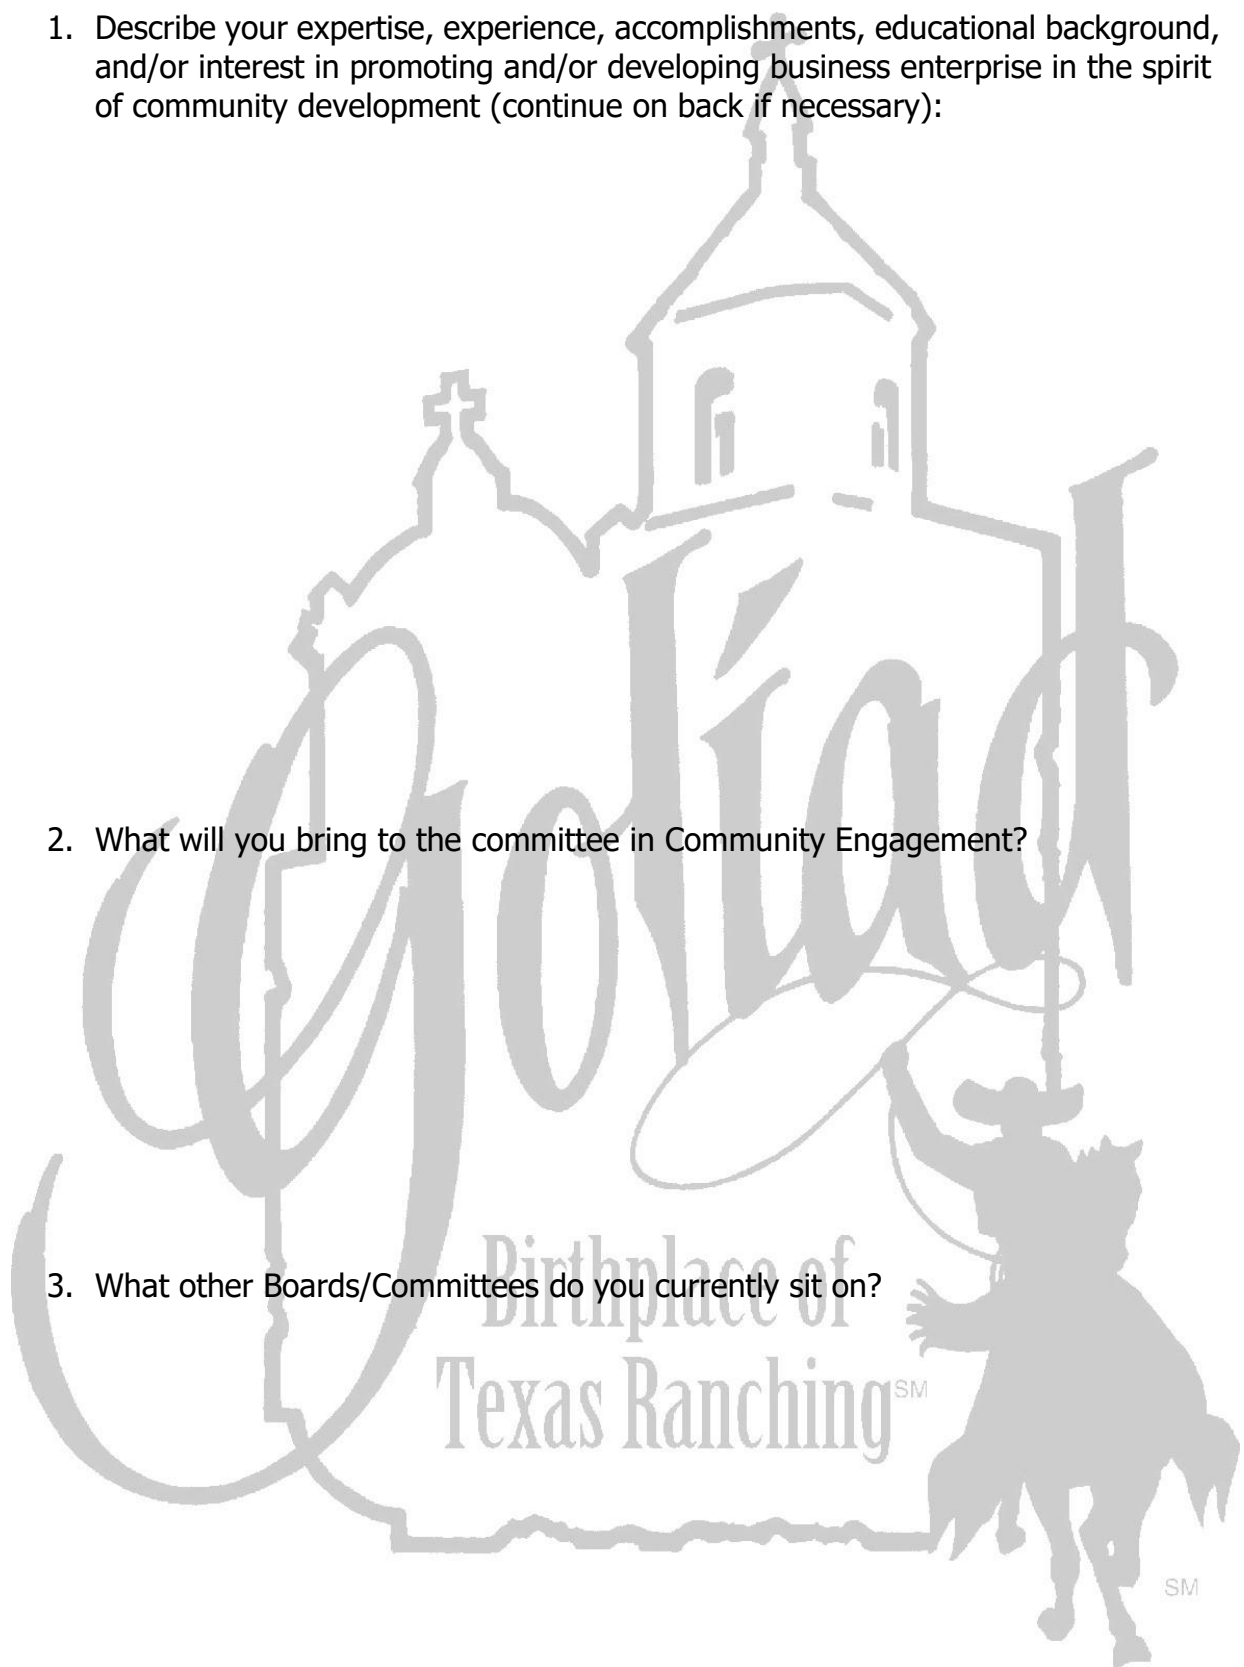 1. Describe your expertise, experience, accomplishments, educational background,
and/or interest in promoting and/or developing business enterprise in the spirit
of community development (continue on back if necessary):
Goliad
2. What will you bring to the committee in Community Engagement?
3. What other Boards/Committees do you currently sit on?
Birthplace of
Texas Ranching SM
SM